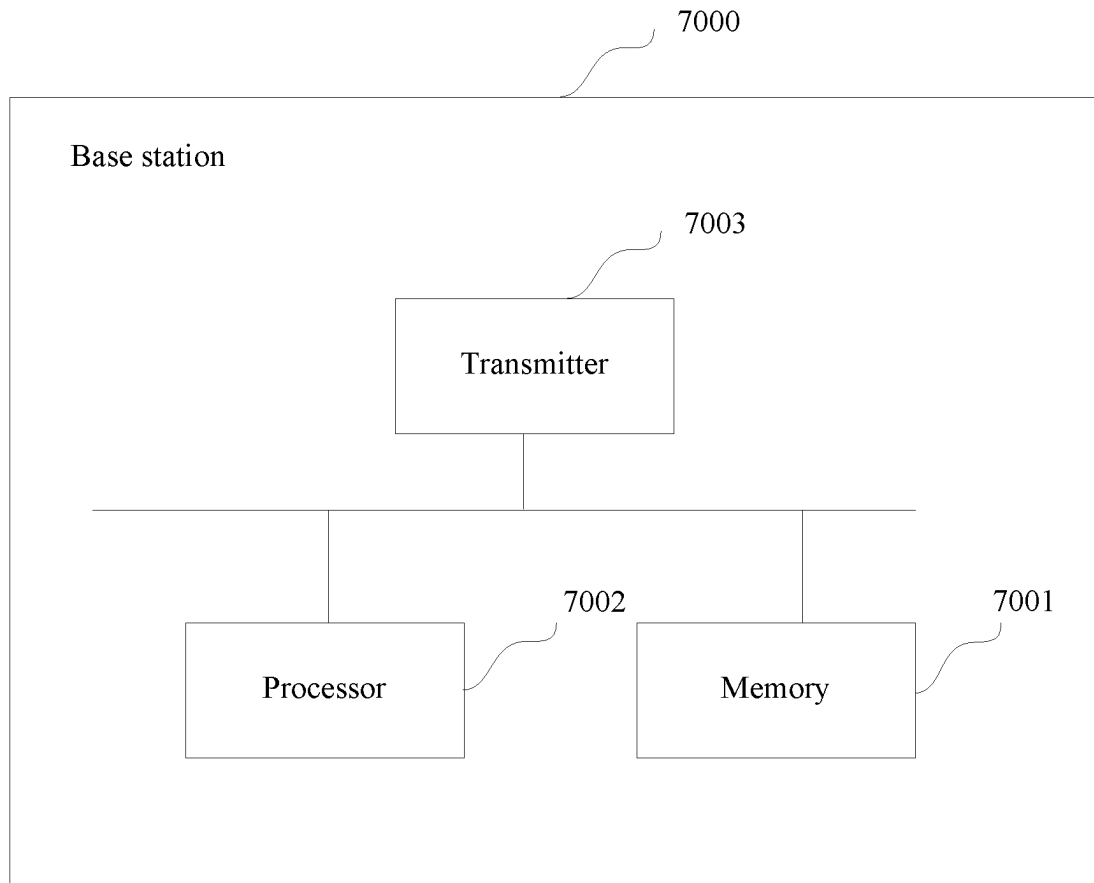 7000
Base station
7003
Transmitter
7002
7001
Processor
Memory